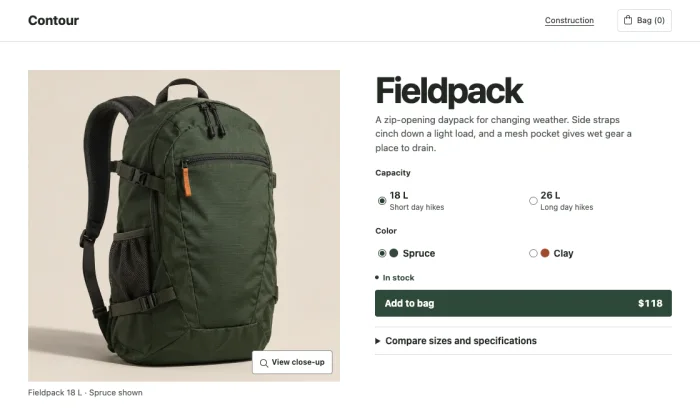 Contour
Construction
Bag (0)
Fieldpack
A zip-opening daypack for changing weather. Side straps
cinch down a light load, and a mesh pocket gives wet gear a
place to drain.
Capacity
18 L
Short day hikes
26 L
Long day hikes
Color
Spruce
Clay
In stock
Add to bag
$118
Compare sizes and specifications
View close-up
Fieldpack 18 L · Spruce shown